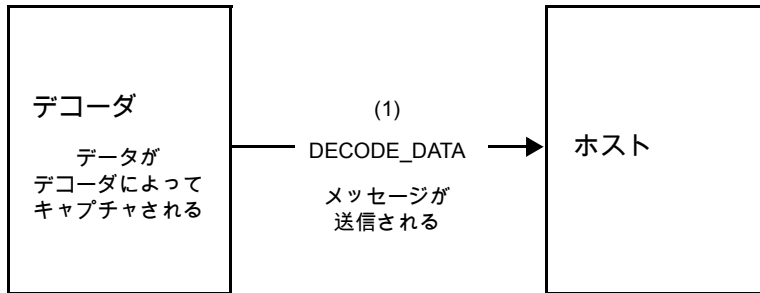 デコーダ
データが
デコーダによって
キャプチャされる
(1)
DECODE_DATA
メッセージが
送信される
ホスト